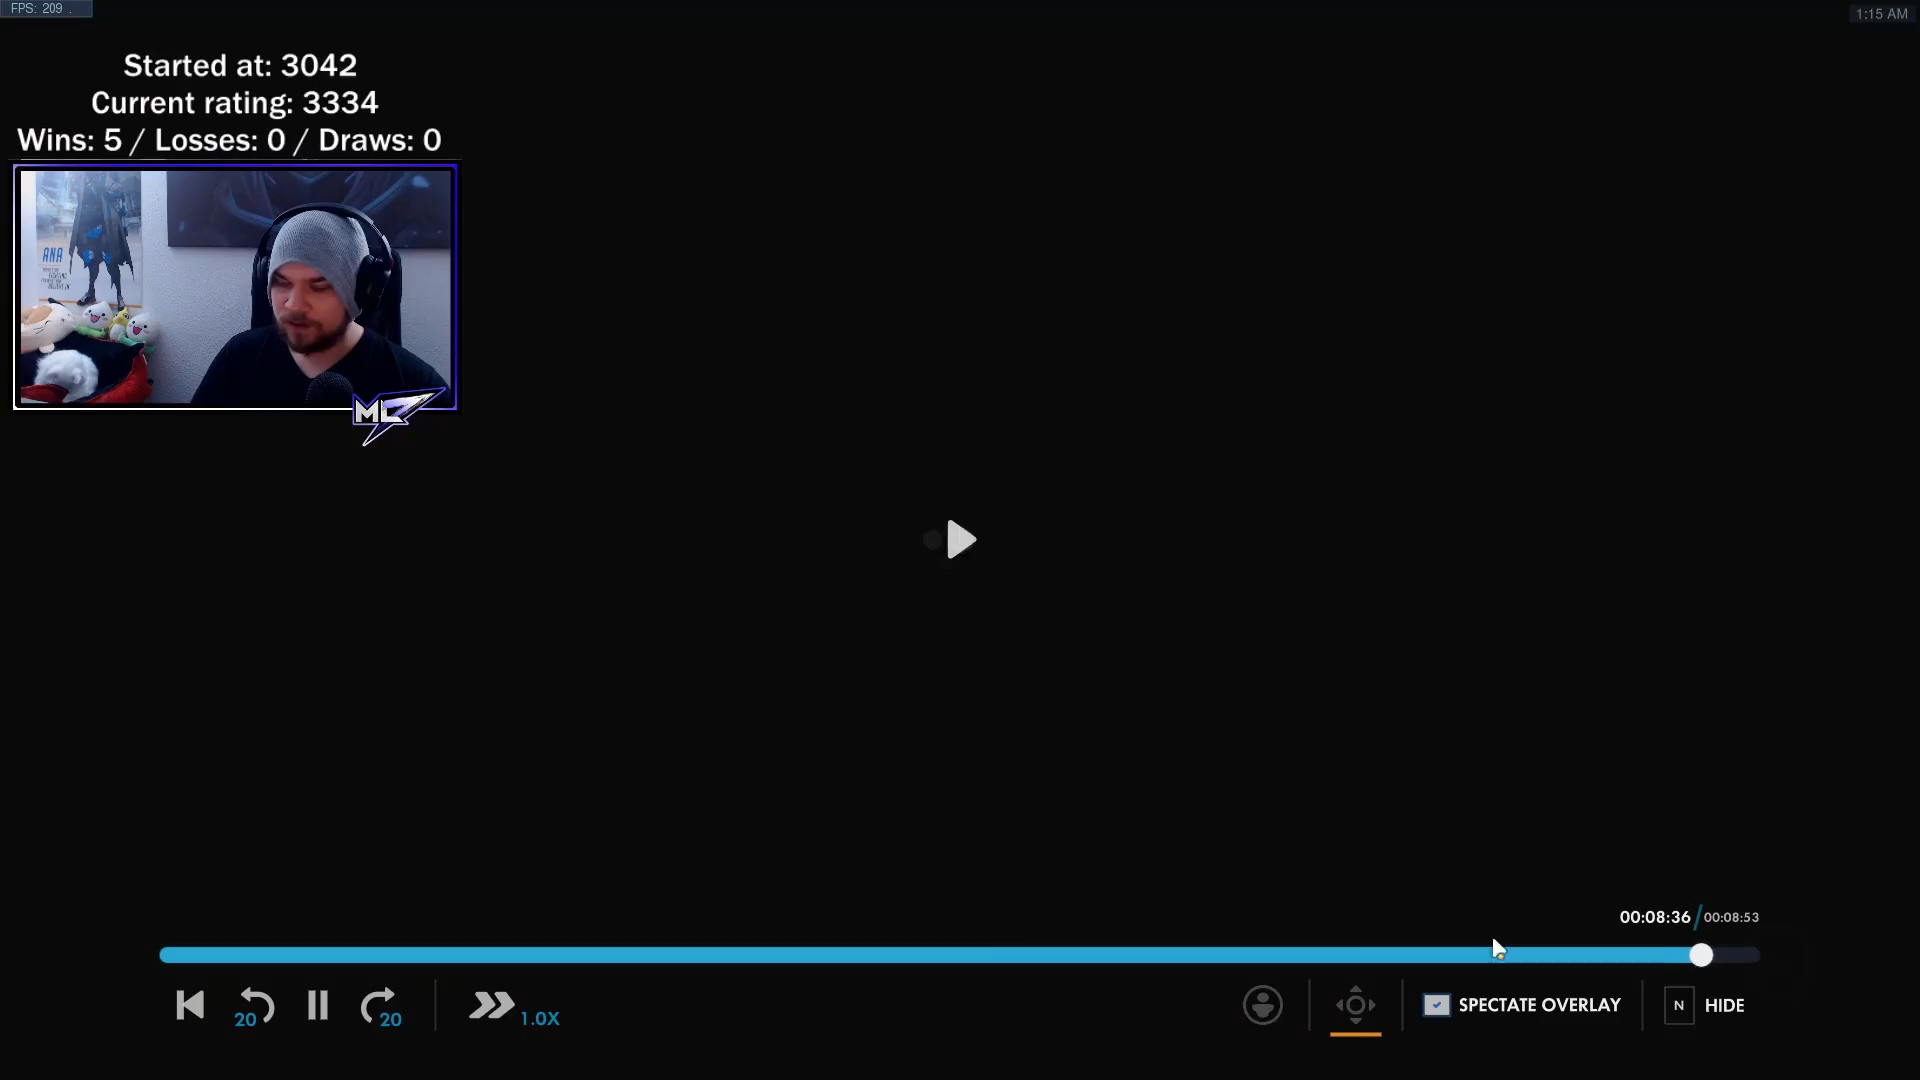 FPS: 209 .
1:15 AM
Started at: 3042
Current rating: 3334
Wins: 5 / Losses: 0 / Draws: 0
ANA
MC
00:08:36 / 00:08:53
20
20
1.0X
SPECTATE OVERLAY
N
HIDE